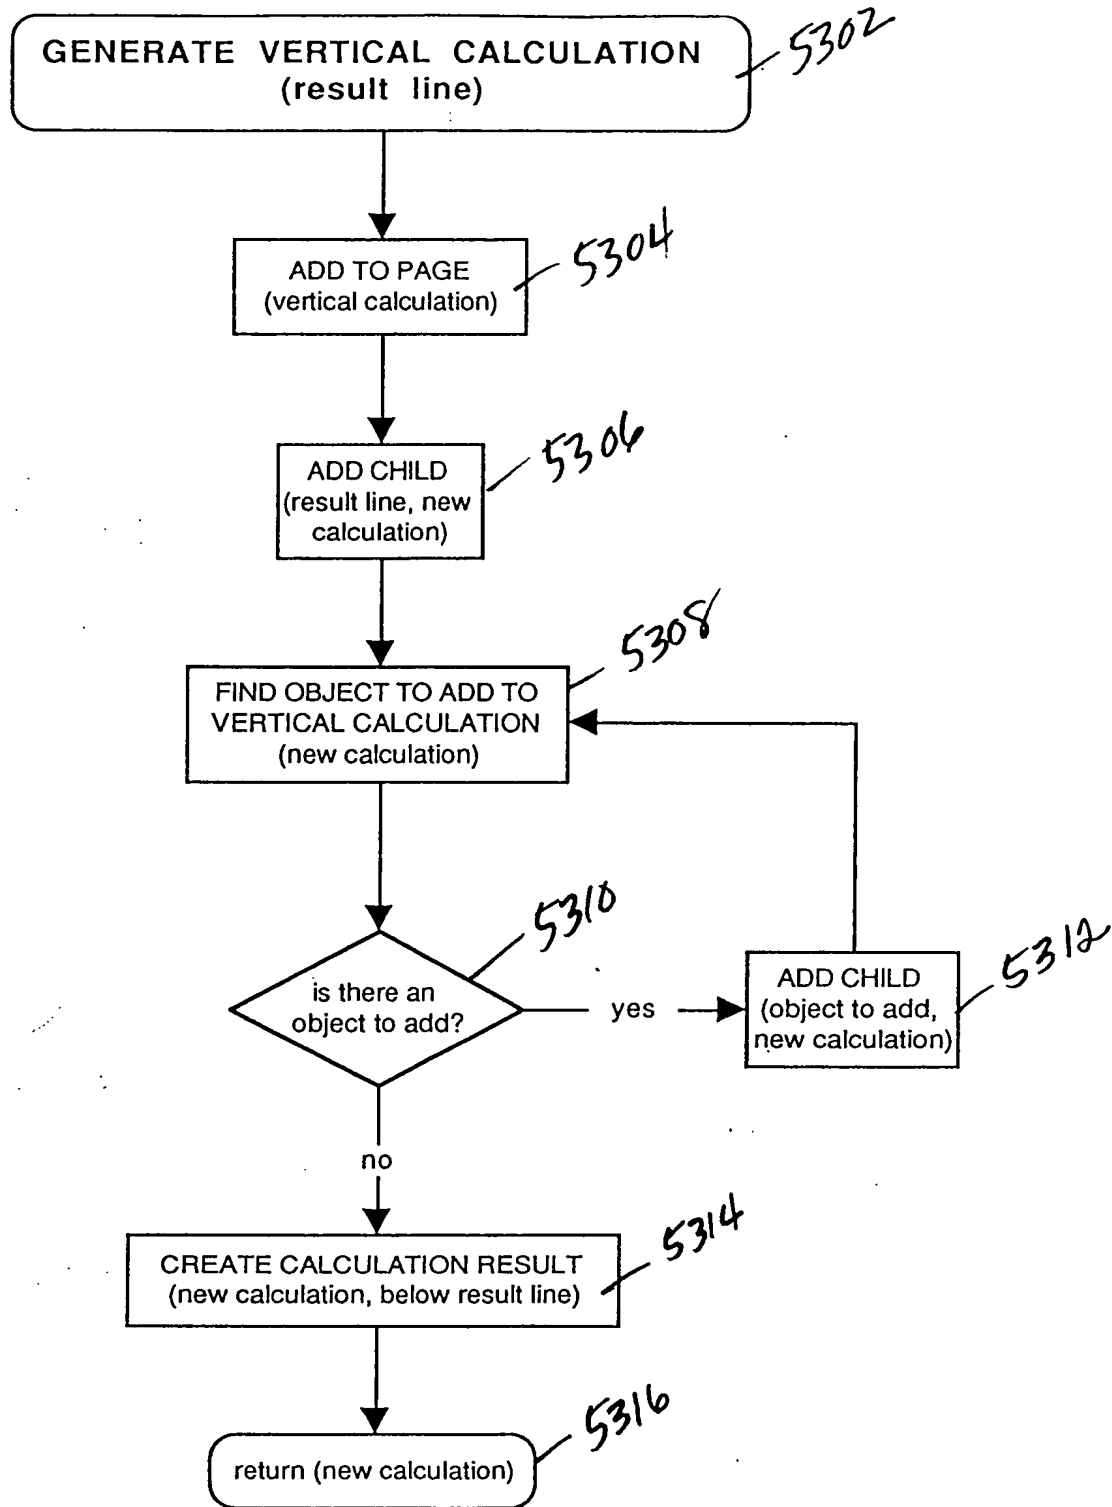 GENERATE VERTICAL CALCULATION
(result line)
5302
ADD TO PAGE
(vertical calculation)
5304
ADD CHILD
(result line, new
calculation)
5306
FIND OBJECT TO ADD TO
VERTICAL CALCULATION
(new calculation)
5308
is there an
object to add?
5310
yes
ADD CHILD
(object to add,
new calculation)
5312
no
CREATE CALCULATION RESULT
(new calculation, below result line)
5314
return (new calculation)
5316